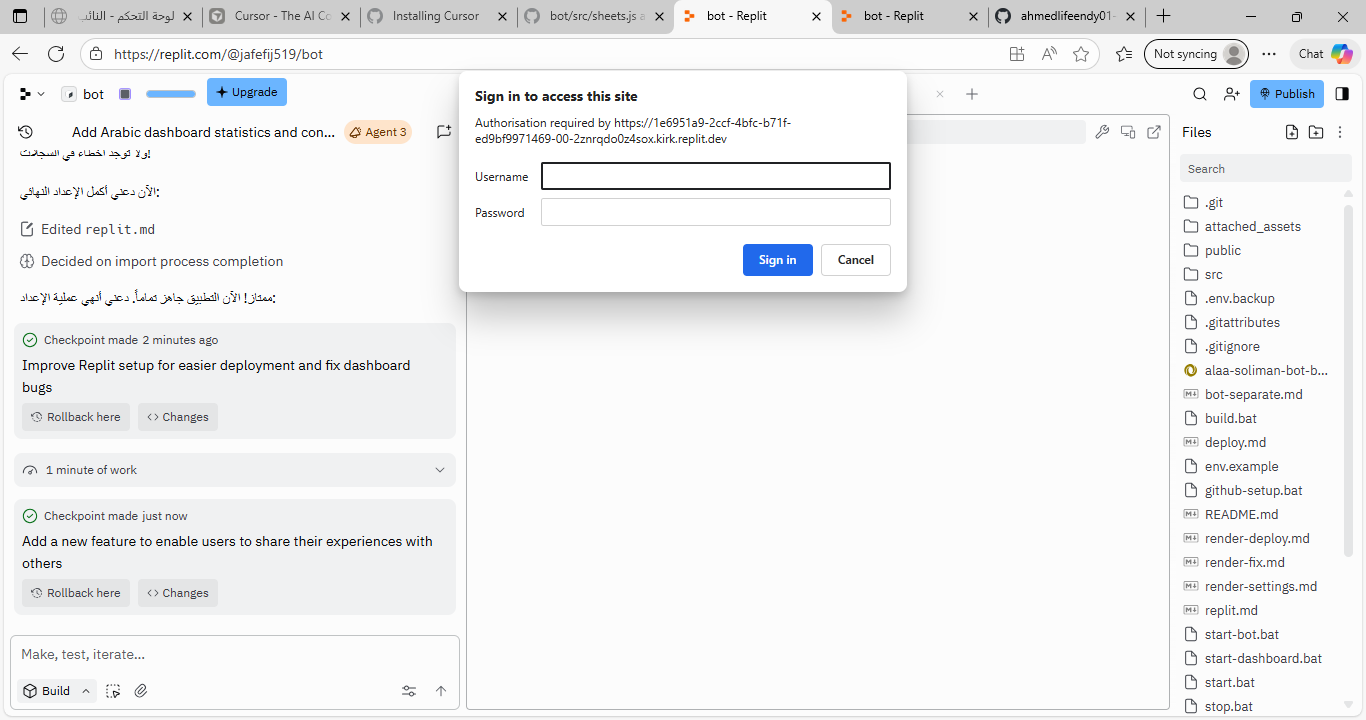 لوحة التحكم - النائب
Cursor - The AI Co
Installing Cursor
bot/src/sheets.js a
bot - Replit
bot - Replit
ahmedlifeendy01-
https://replit.com/@jafefij519/bot
Not syncing
Chat
bot
Upgrade
Publish
Add Arabic dashboard statistics and con...
Agent 3
ولا توجد أخطاء في السجلات!
الآن دعني أكمل الإعداد النهائي:
Edited replit.md
Decided on import process completion
ممتاز! الآن التطبيق جاهز تماماً. دعني أنهي عملية الإعداد:
Checkpoint made 2 minutes ago
Improve Replit setup for easier deployment and fix dashboard
bugs
Rollback here
Changes
1 minute of work
Checkpoint made just now
Add a new feature to enable users to share their experiences with
others
Rollback here
Changes
Make, test, iterate...
Build
Sign in to access this site
Authorisation required by https://1e6951a9-2ccf-4bfc-b71f-
ed9bf9971469-00-2znrqdo0z4sox.kirk.replit.dev
Username
Password
Sign in
Cancel
Files
Search
.git
attached_assets
public
src
.env.backup
.gitattributes
.gitignore
alaa-soliman-bot-b...
bot-separate.md
build.bat
deploy.md
env.example
github-setup.bat
README.md
render-deploy.md
render-fix.md
render-settings.md
replit.md
start-bot.bat
start-dashboard.bat
start.bat
stop.bat